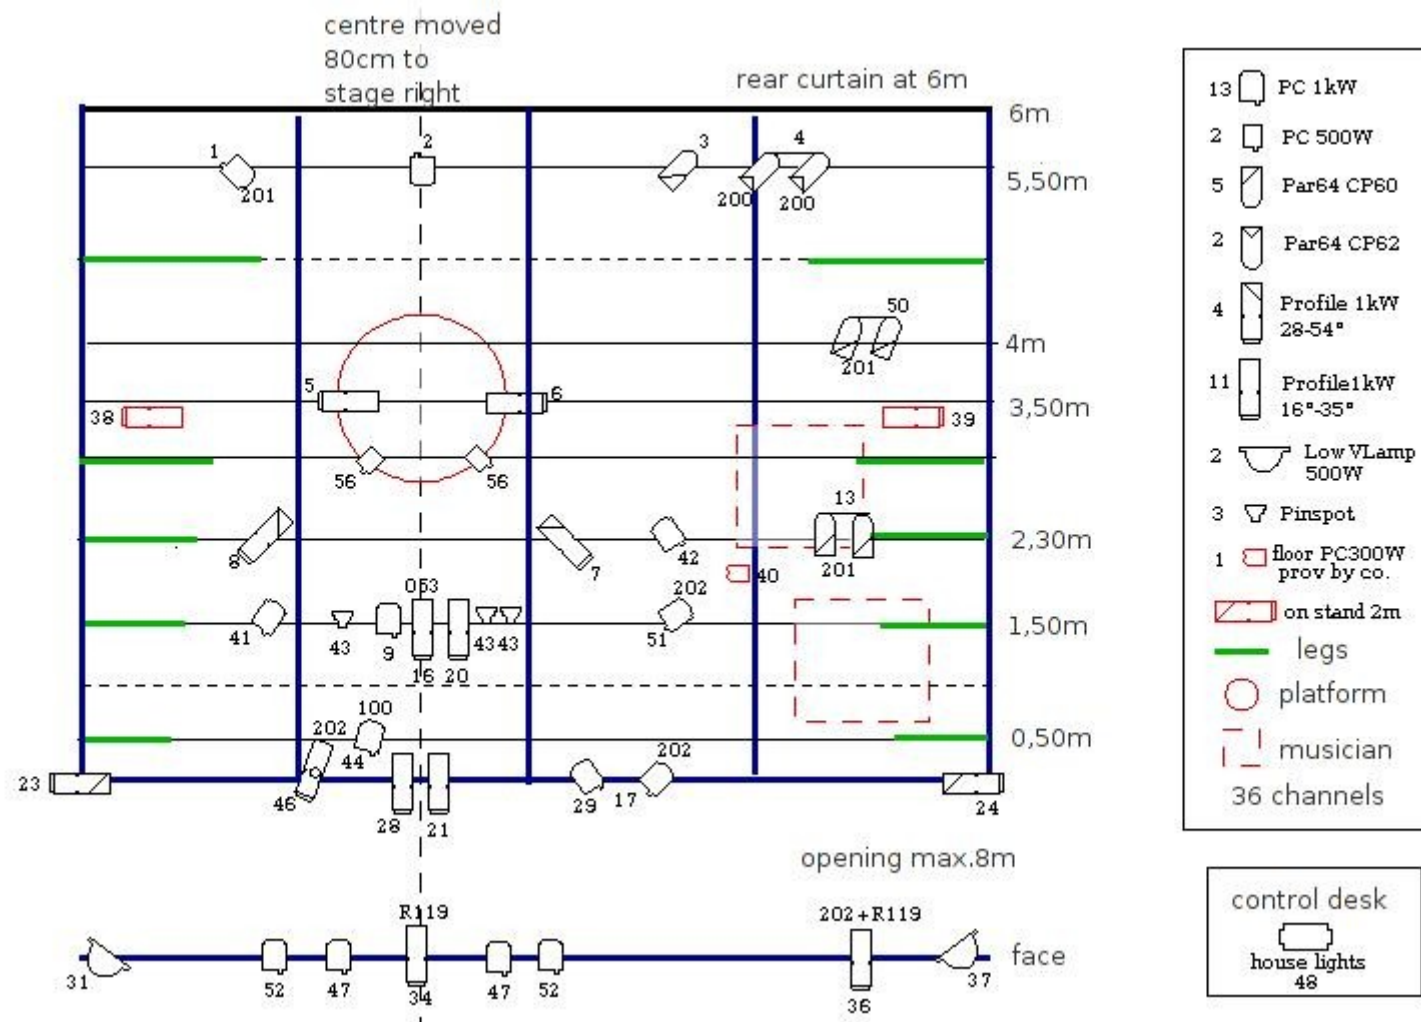 centre moved
80cm to
stage right
rear curtain at 6m
6m
1
2
3
4
201
200
200
5,50m
50
201
4m
5
6
38
39
3,50m
56
56
13
8
7
42
201
2,30m
40
053
202
41
43
9
16
20
43
43
51
1,50m
100
202
44
202
0,50m
23
46
28
21
29
17
24
opening max.8m
R119
202+R119
face
31
52
47
34
47
52
36
37
13 PC 1kW
2 PC 500W
5 Par64 CP60
2 Par64 CP62
4 Profile 1kW
28-54°
11 Profile1kW
16°-35°
2 Low VLamp
500W
3 Pinspot
1 floor PC300W
prov by co.
on stand 2m
legs
platform
musician
36 channels
control desk
house lights
48